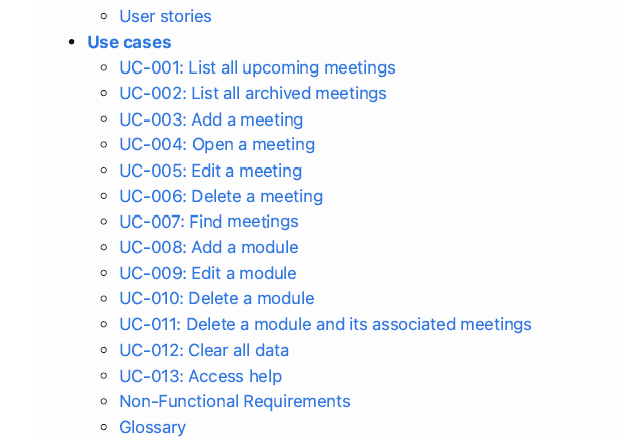 User stories
Use cases
UC-001: List all upcoming meetings
UC-002: List all archived meetings
UC-003: Add a meeting
UC-004: Open a meeting
UC-005: Edit a meeting
UC-006: Delete a meeting
UC-007: Find meetings
UC-008: Add a module
UC-009: Edit a module
UC-010: Delete a module
UC-011: Delete a module and its associated meetings
UC-012: Clear all data
UC-013: Access help
Non-Functional Requirements
Glossary